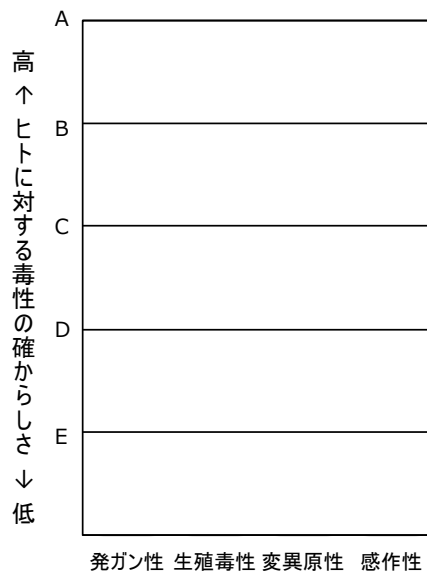 A
B
C
D
E
高 ↑ ヒトに対する毒性の確からしさ ↓ 低
発ガン性 生殖毒性 変異原性 感作性